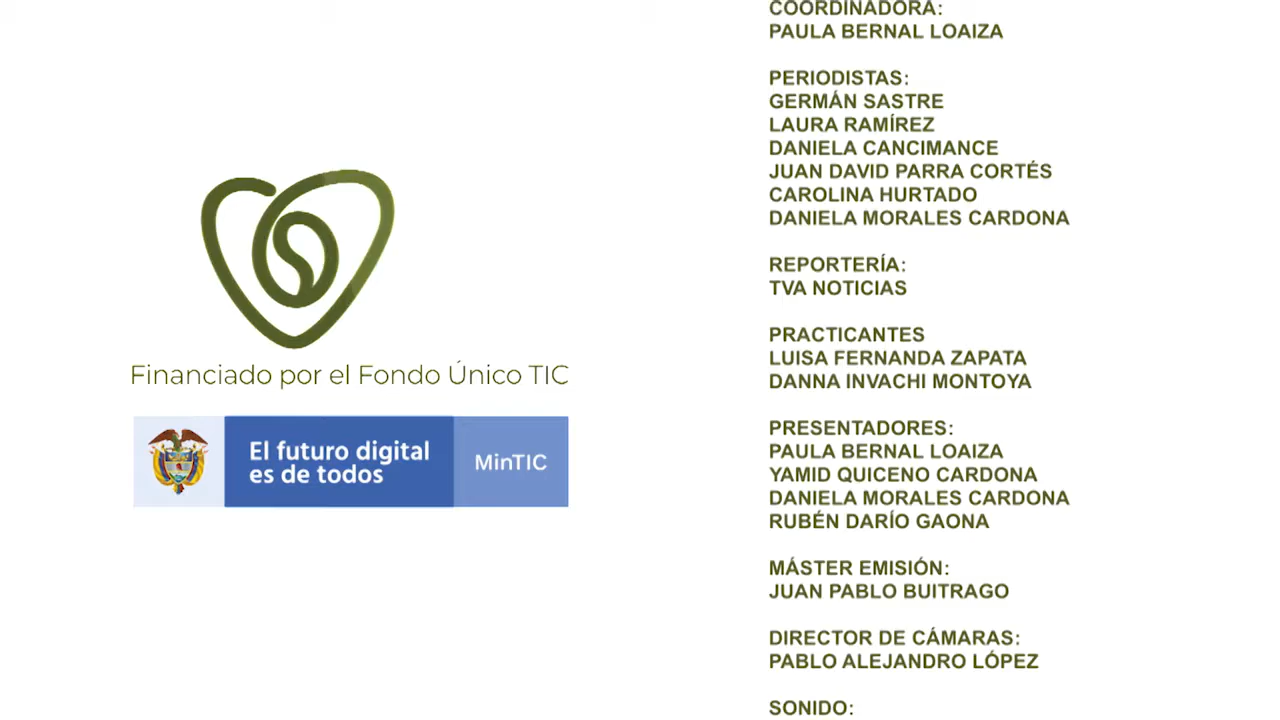 Financiado por el Fondo Único TIC
El futuro digital
es de todos
MinTIC
COORDINADORA:
PAULA BERNAL LOAIZA
PERIODISTAS:
GERMÁN SASTRE
LAURA RAMÍREZ
DANIELA CANCIMANCE
JUAN DAVID PARRA CORTÉS
CAROLINA HURTADO
DANIELA MORALES CARDONA
REPORTERÍA:
TVA NOTICIAS
PRACTICANTES
LUISA FERNANDA ZAPATA
DANNA INVACHI MONTOYA
PRESENTADORES:
PAULA BERNAL LOAIZA
YAMID QUICENO CARDONA
DANIELA MORALES CARDONA
RUBÉN DARÍO GAONA
MÁSTER EMISIÓN:
JUAN PABLO BUITRAGO
DIRECTOR DE CÁMARAS:
PABLO ALEJANDRO LÓPEZ
SONIDO: